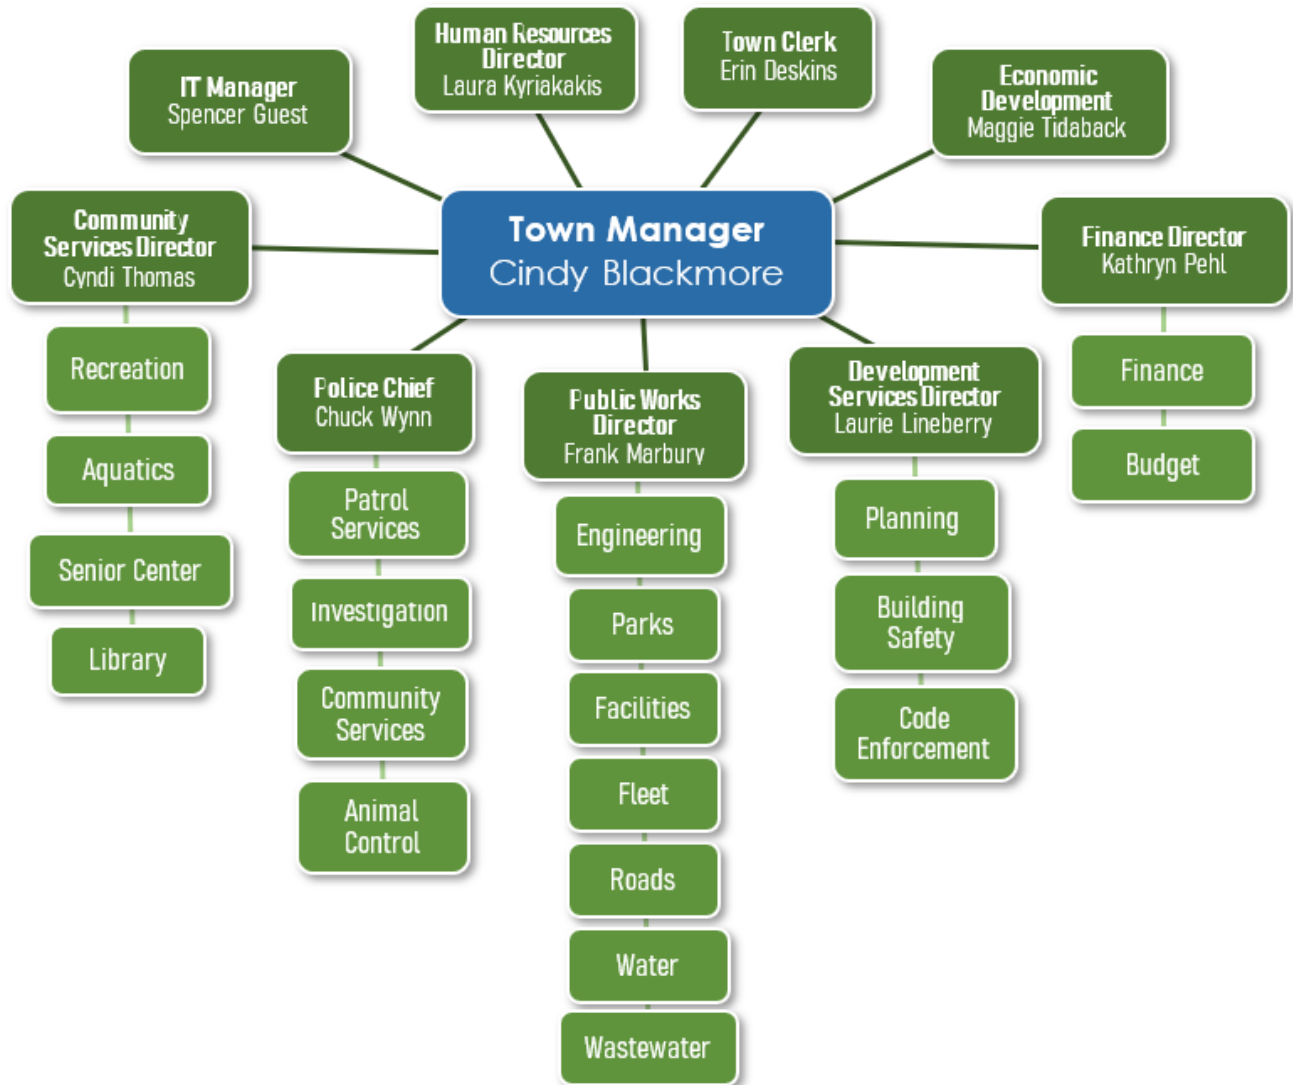 Human Resources
Director
Laura Kyriakakis
Town Clerk
Erin Deskins
IT Manager
Spencer Guest
Economic
Development
Maggie Tidaback
Town Manager
Cindy Blackmore
Community
Services Director
Cyndi Thomas
Recreation
Aquatics
Senior Center
Library
Police Chief
Chuck Wynn
Patrol
Services
Investigation
Community
Services
Animal
Control
Public Works
Director
Frank Marbury
Engineering
Parks
Facilities
Fleet
Roads
Water
Wastewater
Development
Services Director
Laurie Lineberry
Planning
Building
Safety
Code
Enforcement
Finance Director
Kathryn Pehl
Finance
Budget